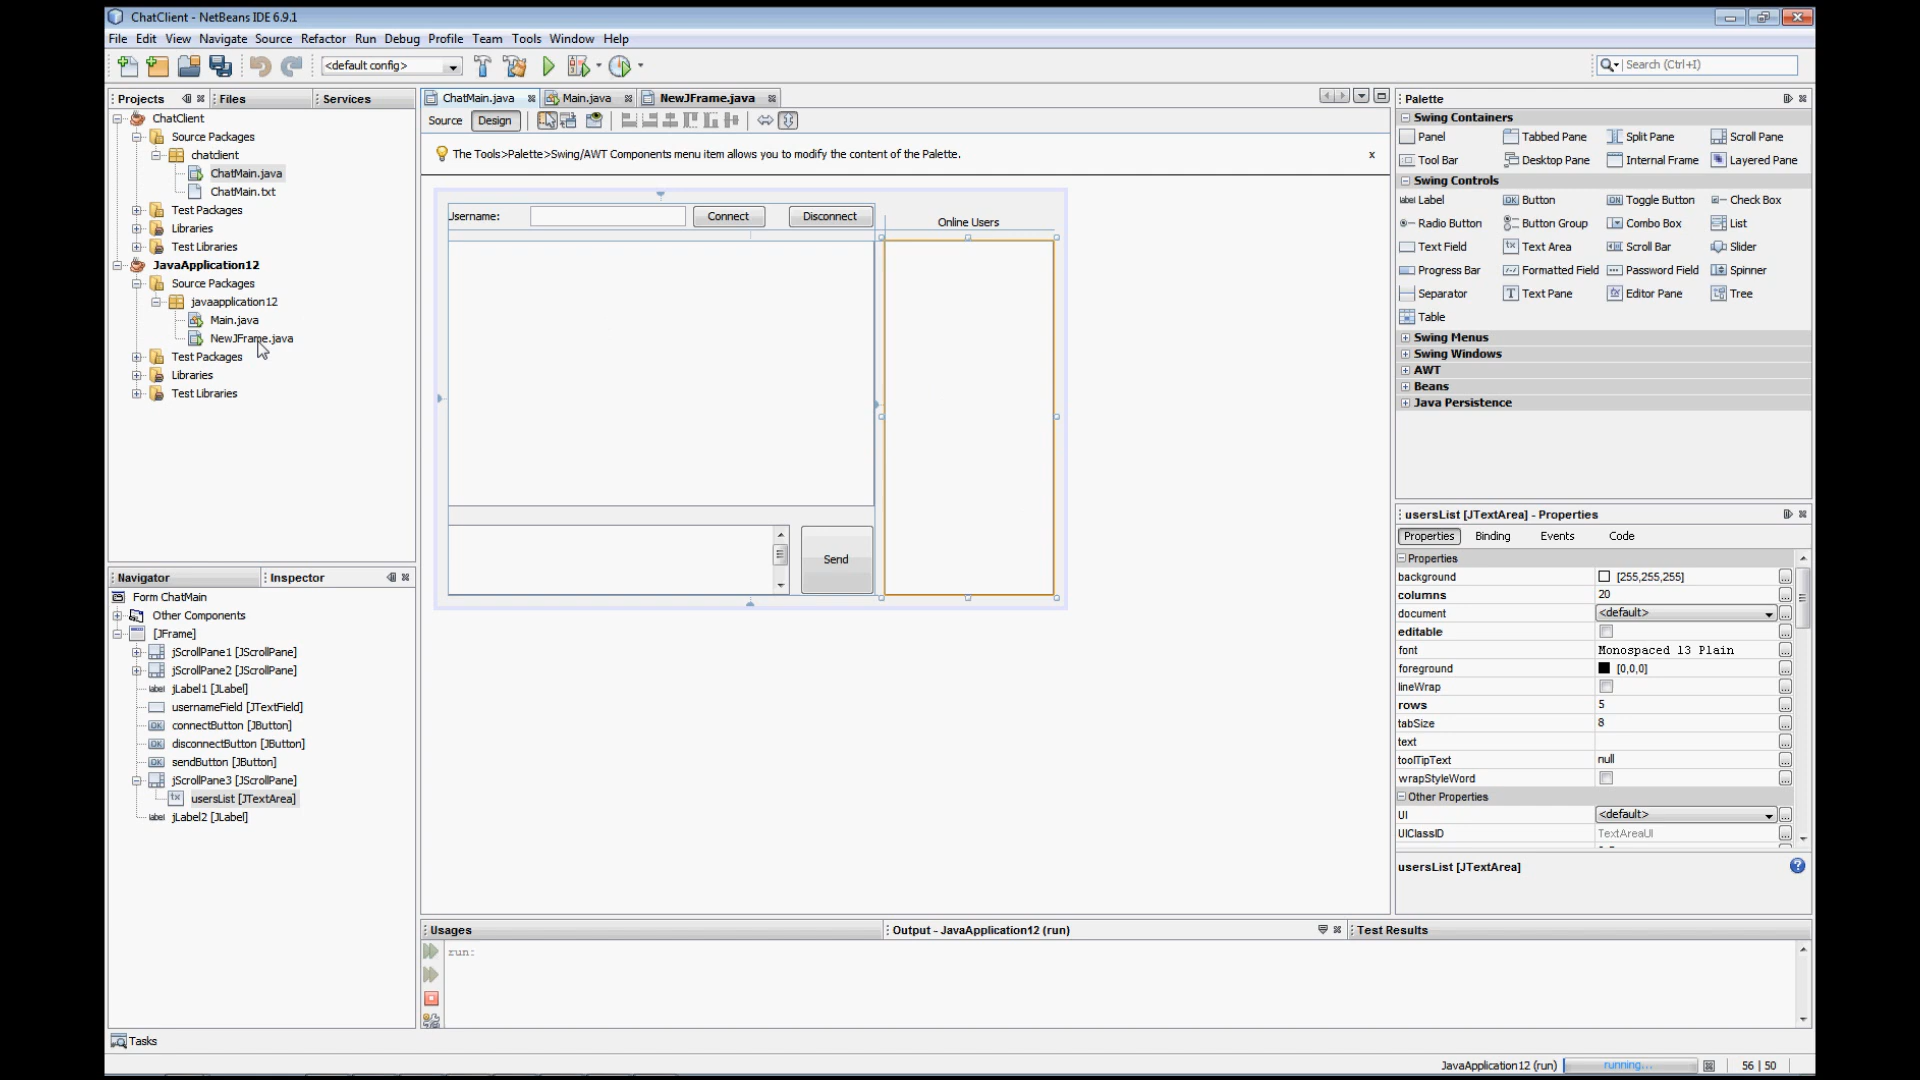 ChatClient - NetBeans IDE 6.9.1
File Edit View Navigate Source Refactor Run Debug Profile Team Tools Window Help
<default config>
Search (Ctrl+I)
Projects Files Services
ChatClient
Source Packages
chatclient
ChatMain.java
ChatMain.txt
Test Packages
Libraries
Test Libraries
JavaApplication12
Source Packages
javaapplication12
Main.java
NewJFrame.java
Test Packages
Libraries
Test Libraries
Navigator Inspector
Form ChatMain
Other Components
[JFrame]
jScrollPane1 [JScrollPane]
jScrollPane2 [JScrollPane]
label jLabel1 [JLabel]
usernameField [JTextField]
OK connectButton [JButton]
OK disconnectButton [JButton]
OK sendButton [JButton]
jScrollPane3 [JScrollPane]
usersList [JTextArea]
label jLabel2 [JLabel]
Tasks
ChatMain.java Main.java NewJFrame.java
Source Design
The Tools>Palette>Swing/AWT Components menu item allows you to modify the content of the Palette. x
Username: Connect Disconnect Online Users
Send
Palette
Swing Containers
Panel Tabbed Pane Split Pane Scroll Pane
Tool Bar Desktop Pane Internal Frame Layered Pane
Swing Controls
label Label OK Button ON Toggle Button Check Box
Radio Button Button Group Combo Box List
Text Field Text Area Scroll Bar Slider
Progress Bar Formatted Field Password Field Spinner
Separator Text Pane Editor Pane Tree
Table
Swing Menus
Swing Windows
AWT
Beans
Java Persistence
usersList [JTextArea] - Properties
Properties Binding Events Code
Properties
background [255,255,255] ...
columns 20 ...
document <default> ...
editable ...
font Monospaced 13 Plain ...
foreground [0,0,0] ...
lineWrap ...
rows 5 ...
tabSize 8 ...
text ...
toolTipText null ...
wrapStyleWord ...
Other Properties
UI <default> ...
UIClassID TextAreaUI ...
usersList [JTextArea] ?
Usages Output - JavaApplication12 (run) Test Results
run:
JavaApplication12 (run) running... 56 | 50